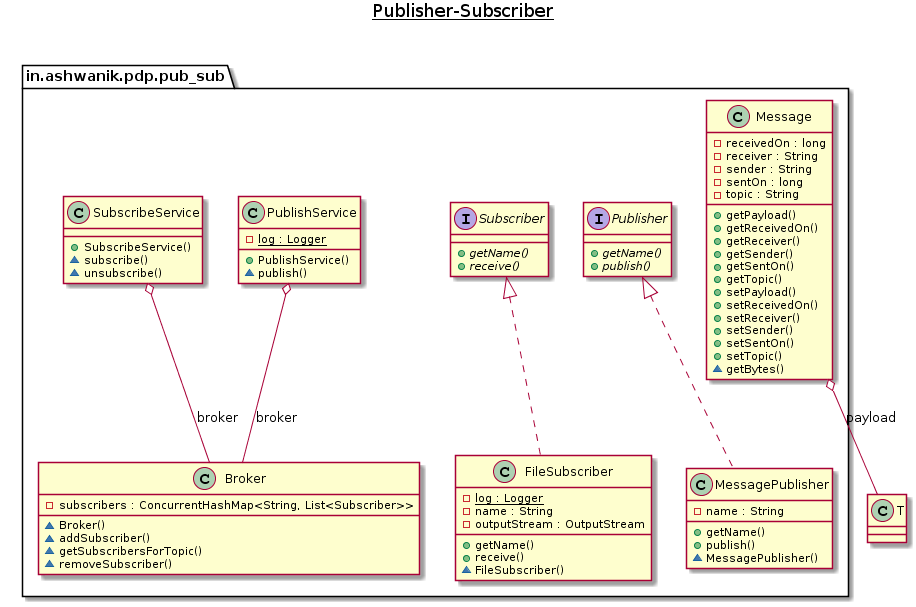 Publisher-Subscriber
in.ashwanik.pdp.pub_sub
C Message
receivedOn : long
receiver : String
sender : String
sentOn : long
topic : String
getPayload()
getReceivedOn()
getReceiver()
getSender()
getSentOn()
getTopic()
setPayload()
setReceivedOn()
setReceiver()
setSender()
setSentOn()
setTopic()
getBytes()
C SubscribeService
SubscribeService()
subscribe()
unsubscribe()
C PublishService
log : Logger
PublishService()
publish()
I Subscriber
getName()
receive()
I Publisher
getName()
publish()
broker
broker
payload
C Broker
subscribers : ConcurrentHashMap<String, List<Subscriber>>
Broker()
addSubscriber()
getSubscribersForTopic()
removeSubscriber()
C FileSubscriber
log : Logger
name : String
outputStream : OutputStream
getName()
receive()
FileSubscriber()
C MessagePublisher
name : String
getName()
publish()
MessagePublisher()
C T